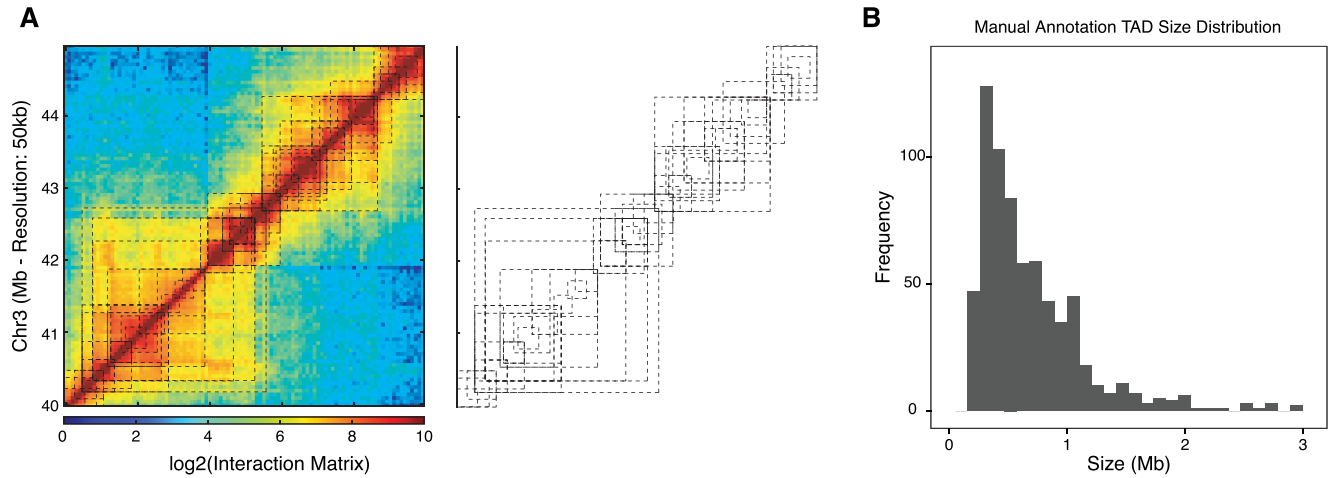 A
B
Manual Annotation TAD Size Distribution
Chr3 (Mb - Resolution: 50kb)
44
43
42
41
40
0 2 4 6 8 10
log2(Interaction Matrix)
Frequency
100
50
0
0 1 2 3
Size (Mb)